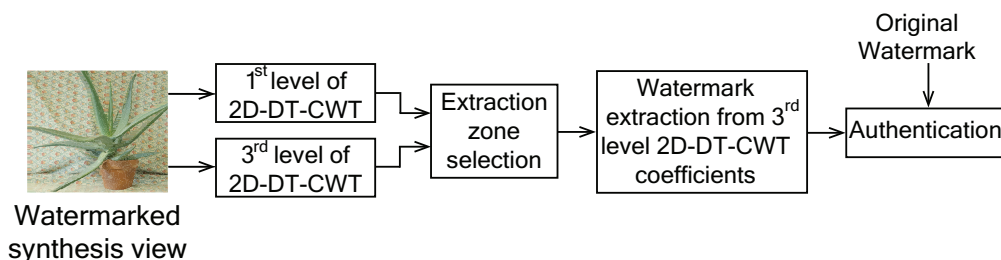 Watermarked
synthesis view
1st level of
2D-DT-CWT
3rd level of
2D-DT-CWT
Extraction
zone
selection
Watermark
extraction from 3rd
level 2D-DT-CWT
coefficients
Original
Watermark
Authentication